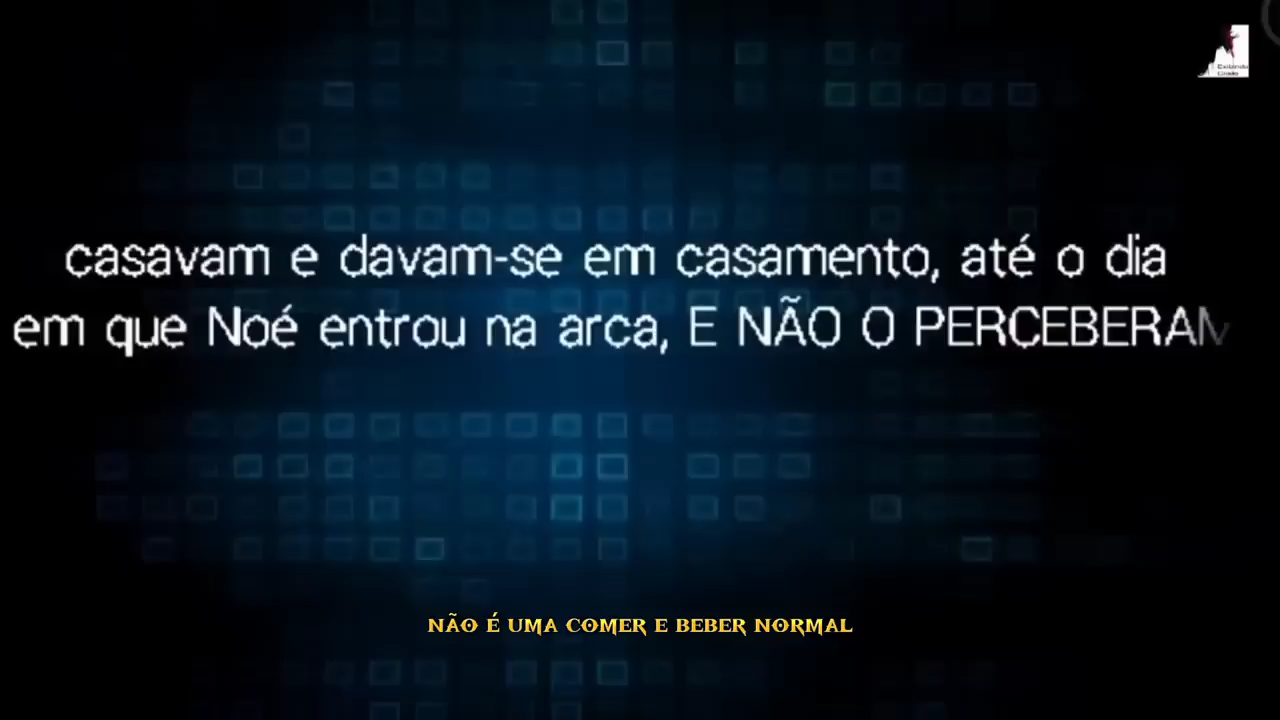 casavam e davam-se em casamento, até o dia
em que Noé entrou na arca, E NÃO O PERCEBERAM
NÃO É UMA COMER E BEBER NORMAL